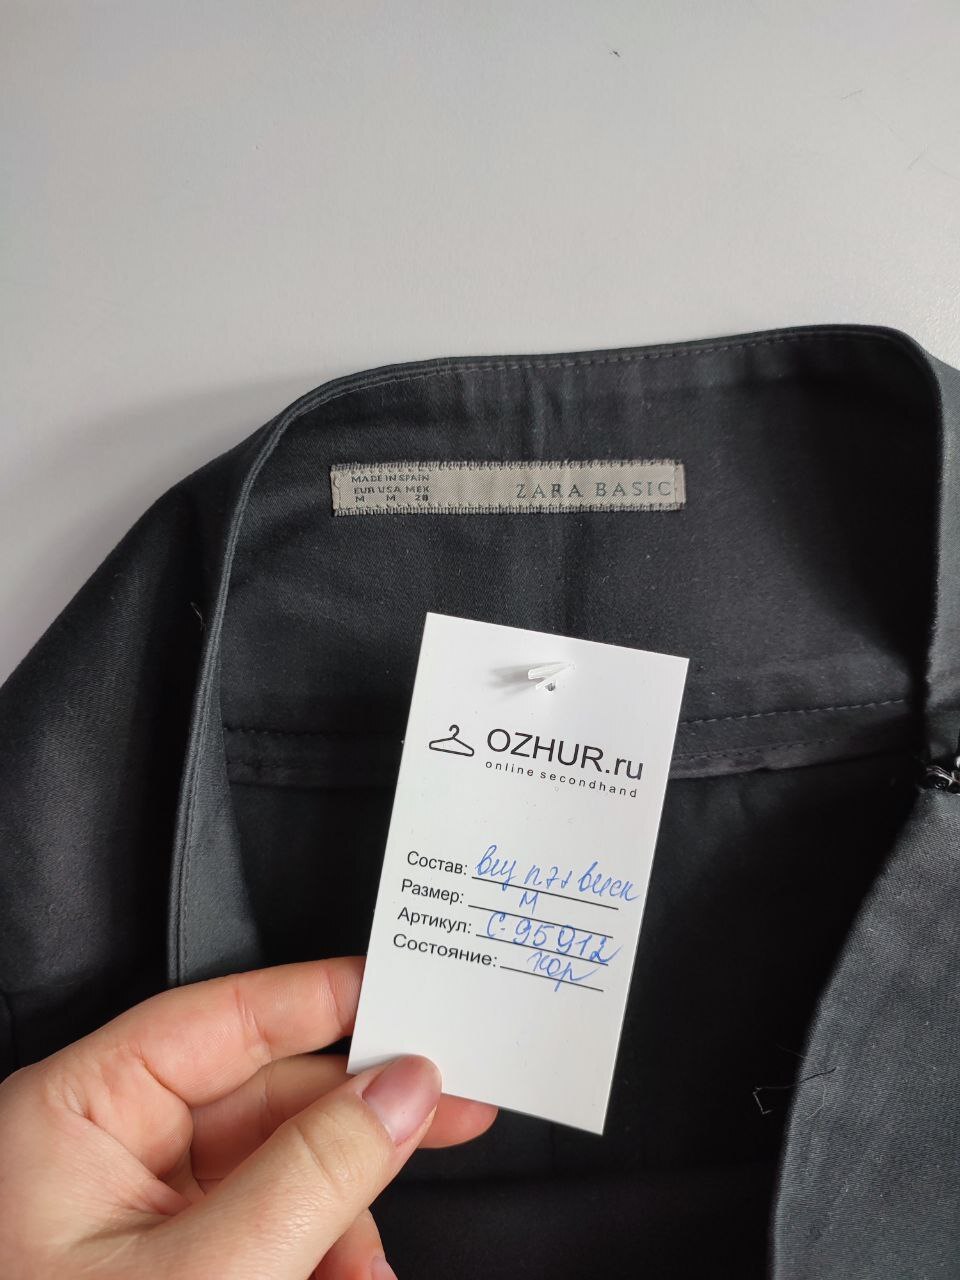 MADE IN SPAIN
EUR USA MEX
M M 28
ZARA BASIC
OZHUR.ru
online secondhand
Состав: виск
Размер: M
Артикул: С-95912
Состояние: хор